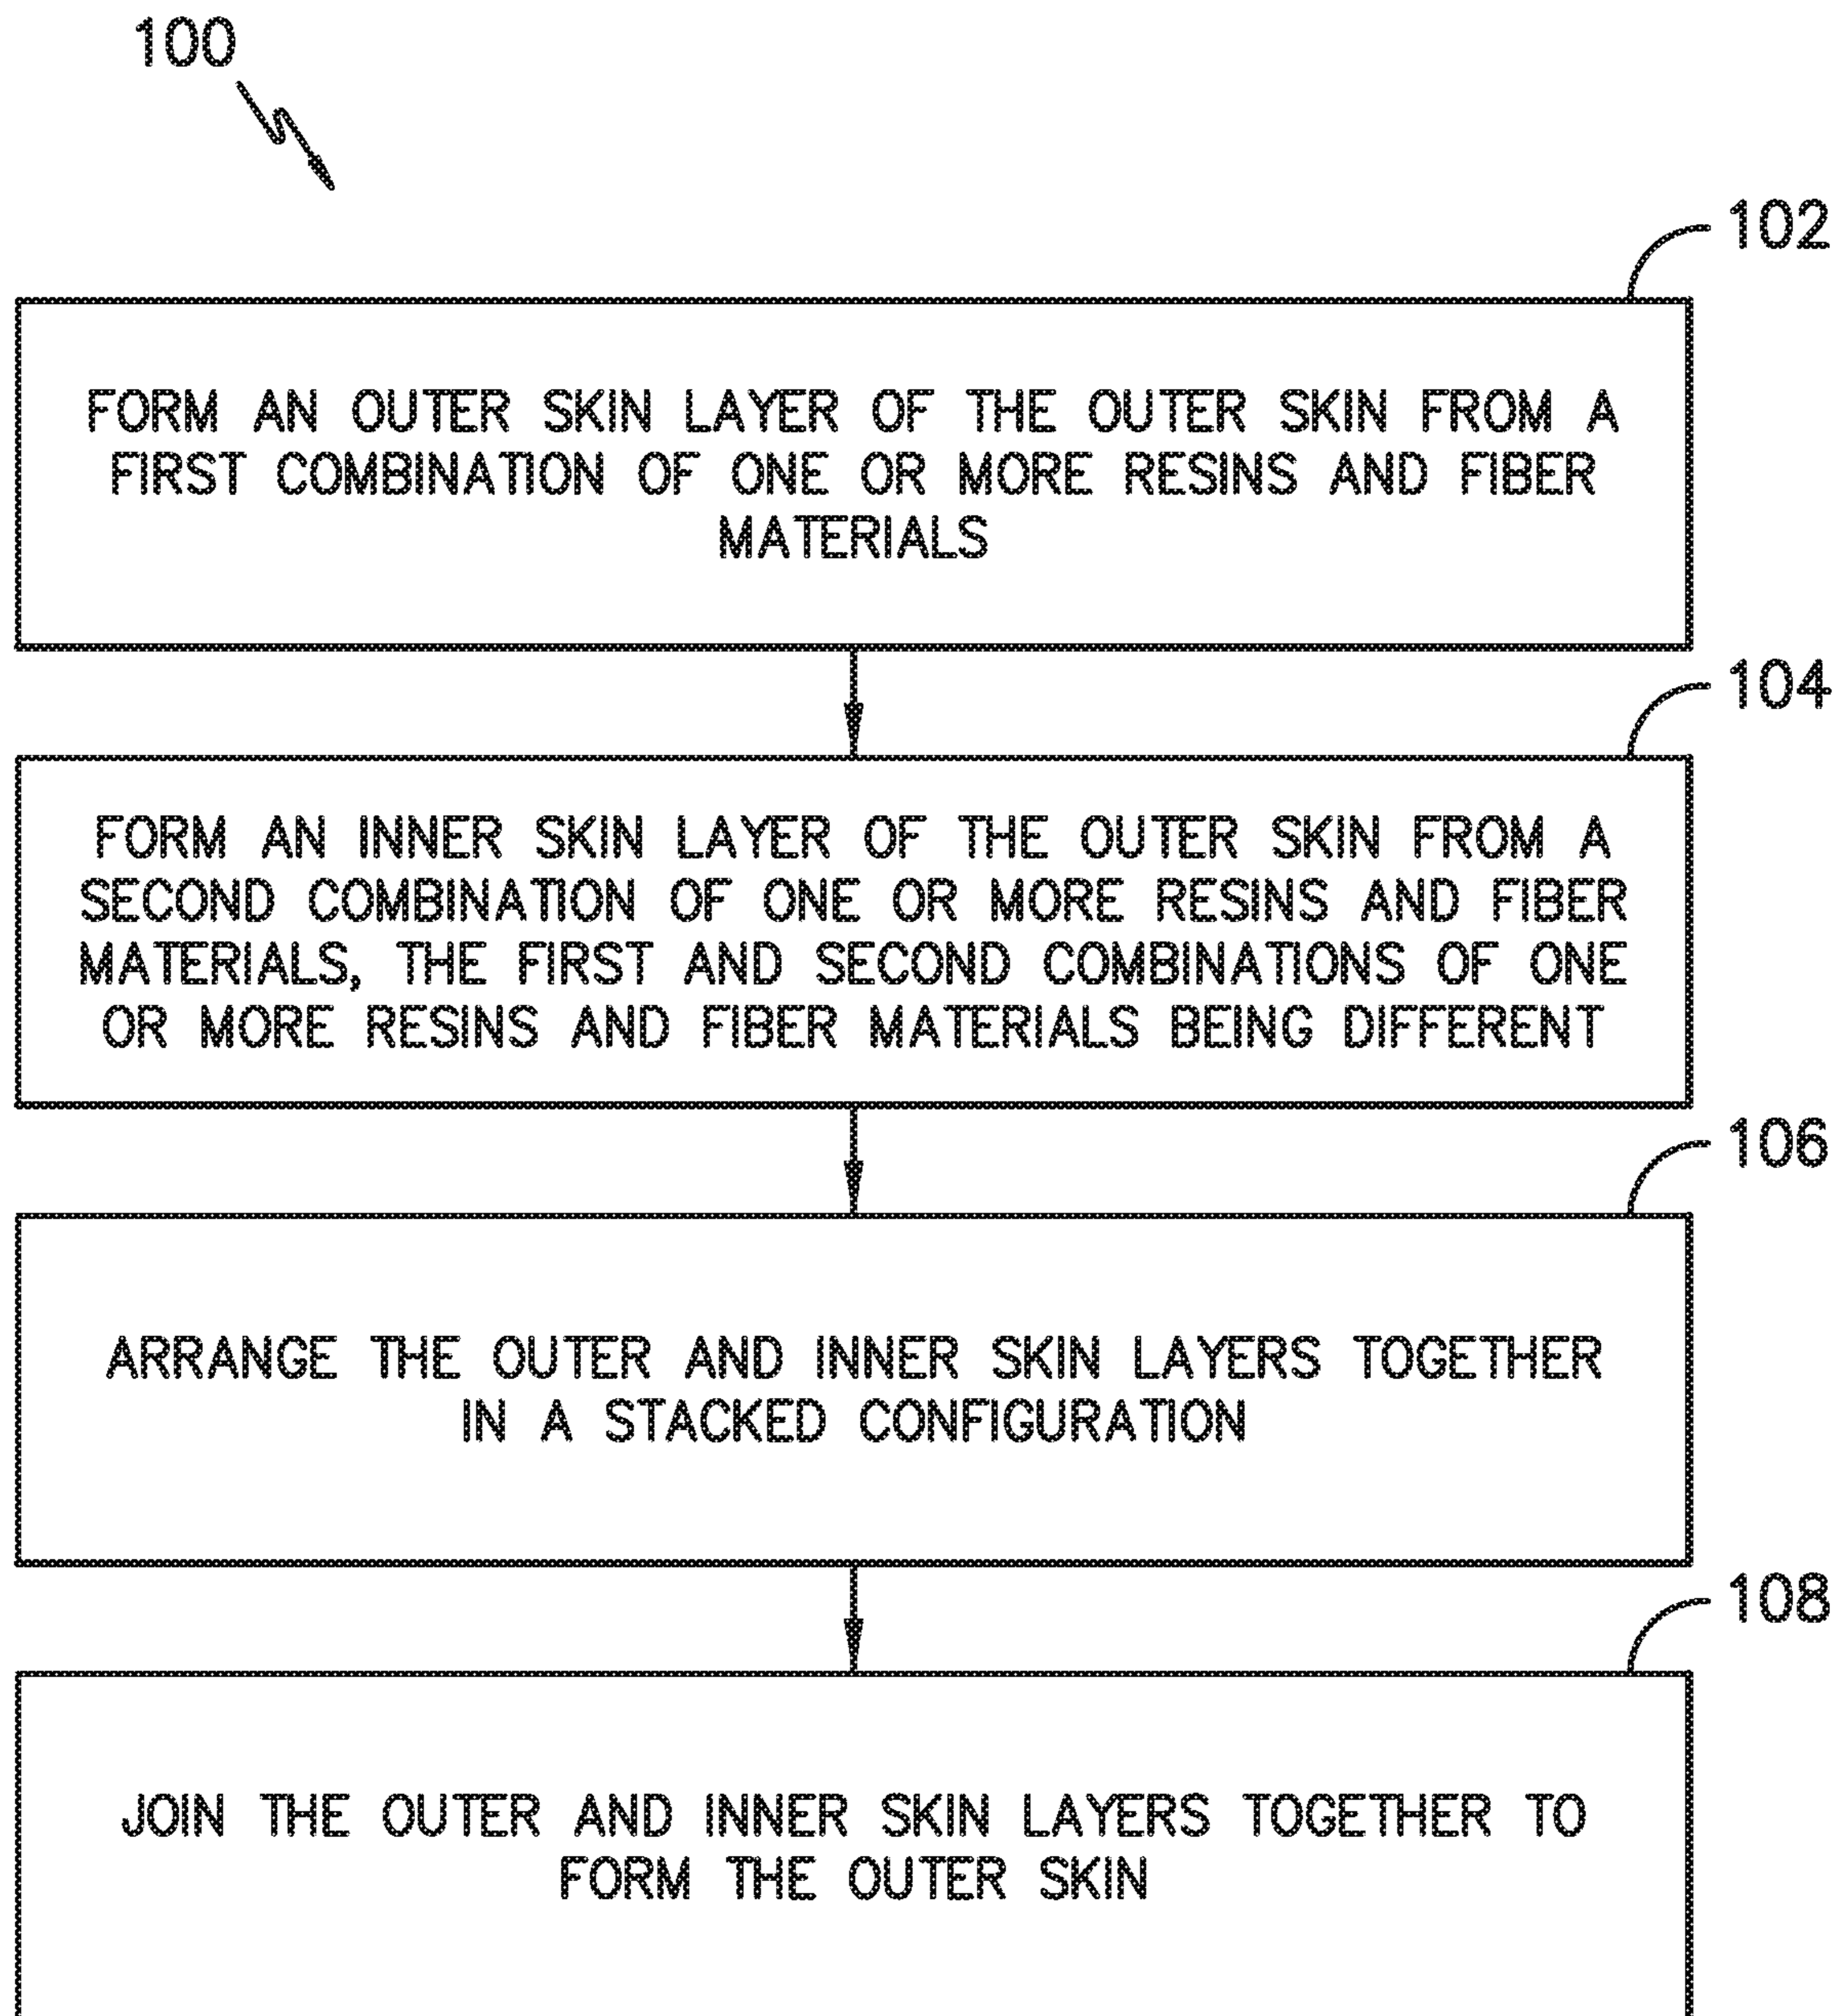 100
102
FORM AN OUTER SKIN LAYER OF THE OUTER SKIN FROM A
FIRST COMBINATION OF ONE OR MORE RESINS AND FIBER
MATERIALS
104
FORM AN INNER SKIN LAYER OF THE OUTER SKIN FROM A
SECOND COMBINATION OF ONE OR MORE RESINS AND FIBER
MATERIALS, THE FIRST AND SECOND COMBINATIONS OF ONE
OR MORE RESINS AND FIBER MATERIALS BEING DIFFERENT
106
ARRANGE THE OUTER AND INNER SKIN LAYERS TOGETHER
IN A STACKED CONFIGURATION
108
JOIN THE OUTER AND INNER SKIN LAYERS TOGETHER TO
FORM THE OUTER SKIN